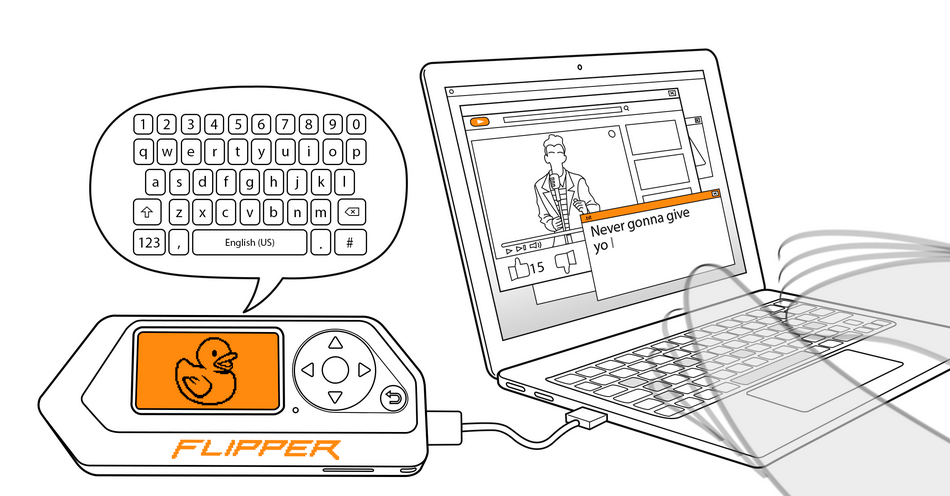 1 2 3 4 5 6 7 8 9 0
q w e r t y u i o p
a s d f g h j k l
z x c v b n m
123 , English (US) . #
FLIPPER
Never gonna give
yo
15